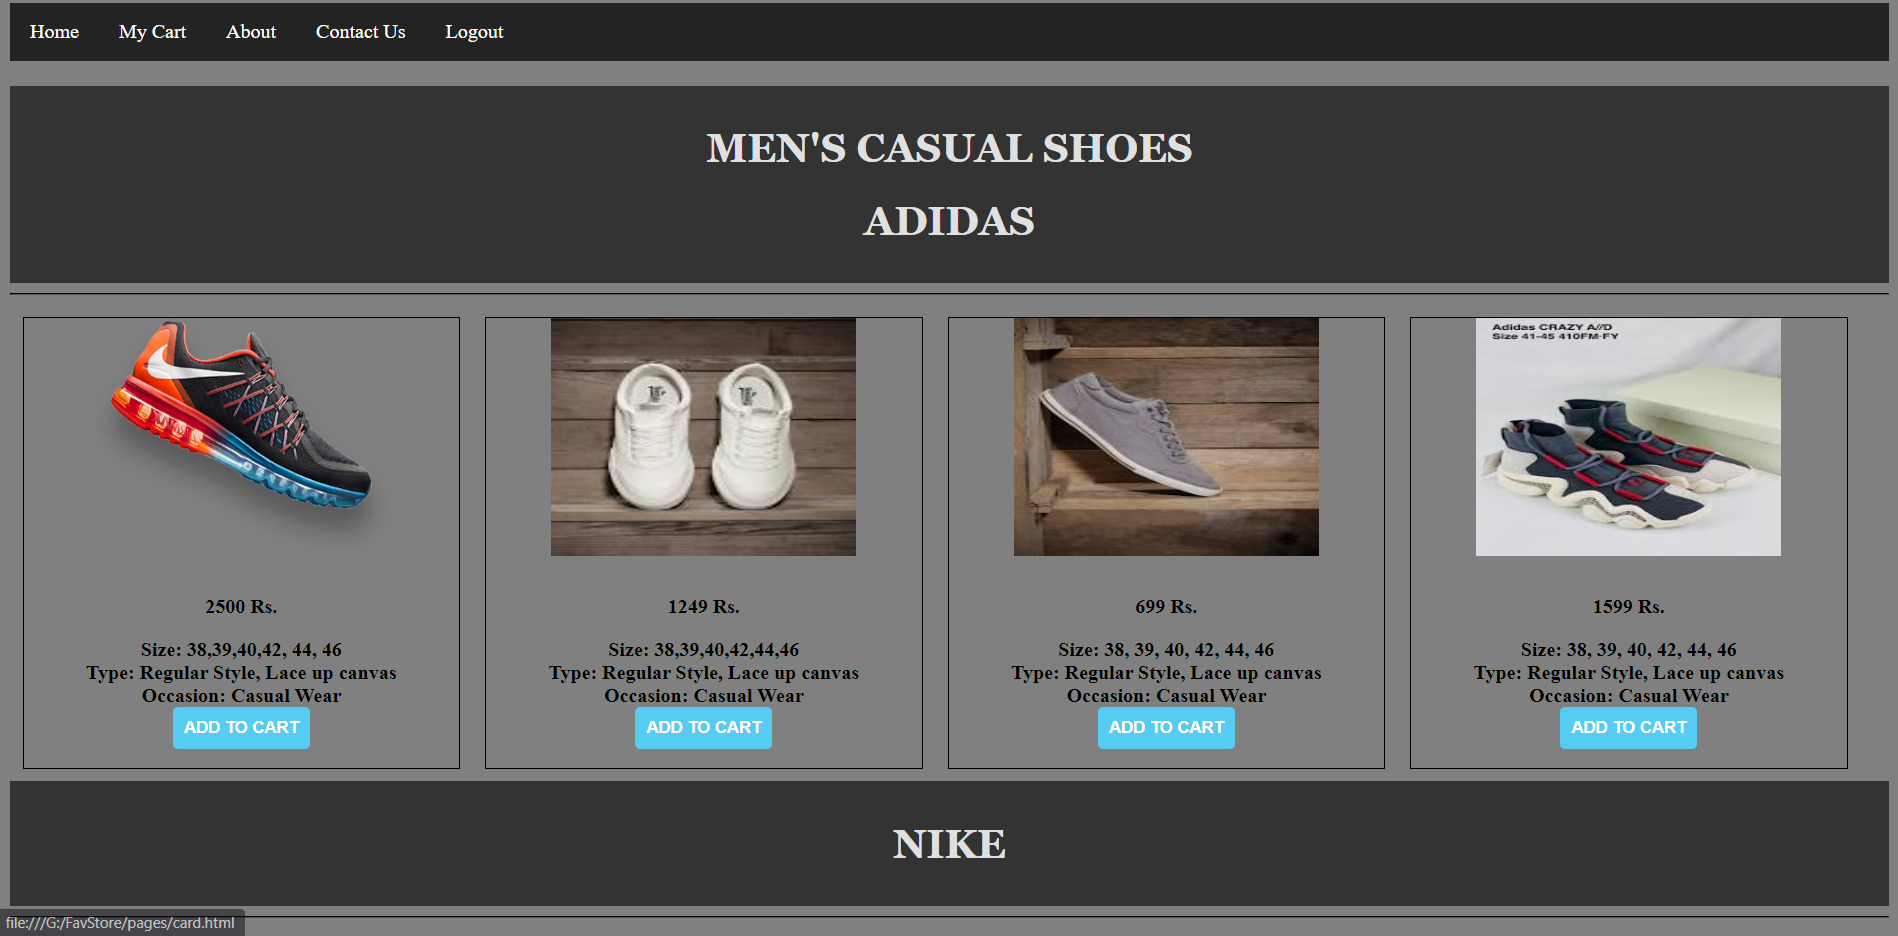 Home My Cart About Contact Us Logout
MEN'S CASUAL SHOES
ADIDAS
Adidas CRAZY A//D
Size 41-45 410FM-FY
2500 Rs.
Size: 38,39,40,42, 44, 46
Type: Regular Style, Lace up canvas
Occasion: Casual Wear
ADD TO CART
1249 Rs.
Size: 38,39,40,42,44,46
Type: Regular Style, Lace up canvas
Occasion: Casual Wear
ADD TO CART
699 Rs.
Size: 38, 39, 40, 42, 44, 46
Type: Regular Style, Lace up canvas
Occasion: Casual Wear
ADD TO CART
1599 Rs.
Size: 38, 39, 40, 42, 44, 46
Type: Regular Style, Lace up canvas
Occasion: Casual Wear
ADD TO CART
NIKE
file:///G:/FavStore/pages/card.html